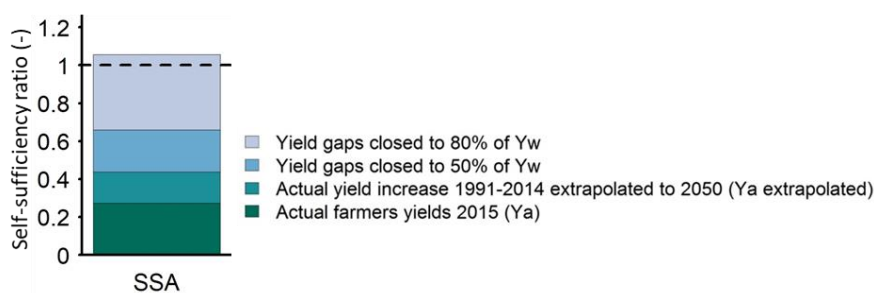 Self-sufficiency ratio (-)
1.2
1
0.8
0.6
0.4
0.2
0
SSA
Yield gaps closed to 80% of Yw
Yield gaps closed to 50% of Yw
Actual yield increase 1991-2014 extrapolated to 2050 (Ya extrapolated)
Actual farmers yields 2015 (Ya)